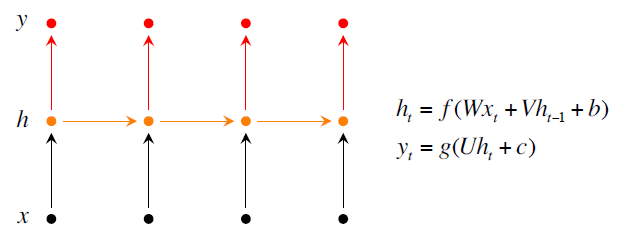 y
h
x
h_t = f(Wx_t + Vh_{t-1} + b)
y_t = g(Uh_t + c)